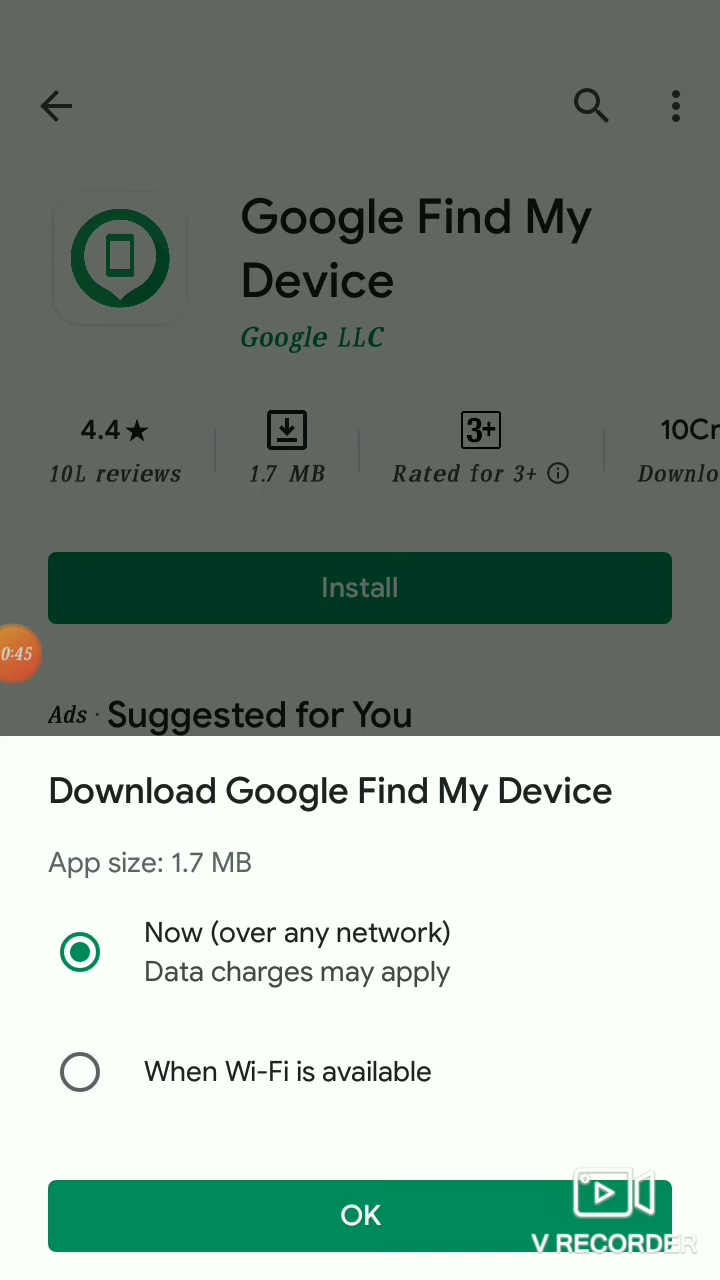 Google Find My
Device
Google LLC
4.4★
10L reviews
1.7 MB
3+
Rated for 3+
10Cr
Downlo
Install
0:45
Ads · Suggested for You
Download Google Find My Device
App size: 1.7 MB
Now (over any network)
Data charges may apply
When Wi-Fi is available
OK
V RECORDER